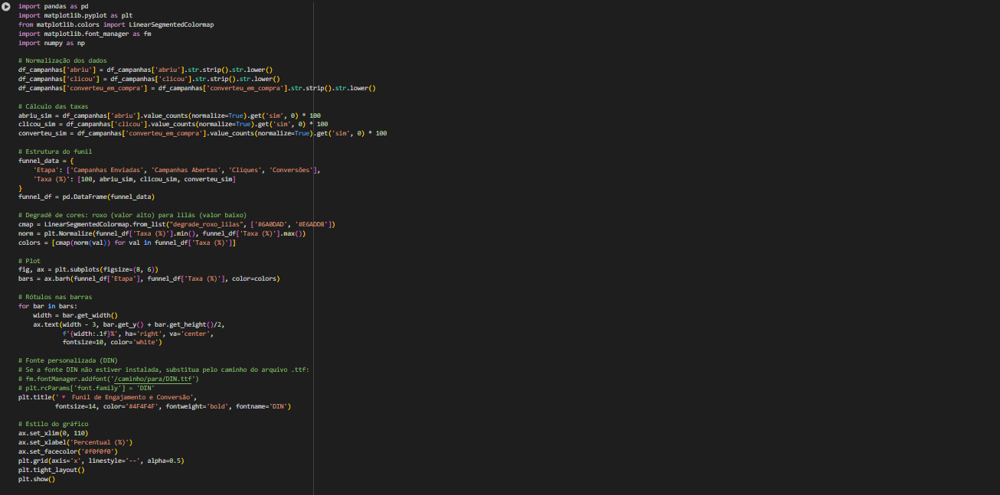 import pandas as pd
import matplotlib.pyplot as plt
from matplotlib.colors import LinearSegmentedColormap
import matplotlib.font_manager as fm
import numpy as np
# Normalização dos dados
df_campanhas['abriu'] = df_campanhas['abriu'].str.strip().str.lower()
df_campanhas['clicou'] = df_campanhas['clicou'].str.strip().str.lower()
df_campanhas['converteu_em_compra'] = df_campanhas['converteu_em_compra'].str.strip().str.lower()
# Cálculo das taxas
abriu_sim = df_campanhas['abriu'].value_counts(normalize=True).get('sim', 0) * 100
clicou_sim = df_campanhas['clicou'].value_counts(normalize=True).get('sim', 0) * 100
converteu_sim = df_campanhas['converteu_em_compra'].value_counts(normalize=True).get('sim', 0) * 100
# Estrutura do funil
funnel_data = {
    'Etapa': ['Campanhas Enviadas', 'Campanhas Abertas', 'Cliques', 'Conversões'],
    'Taxa (%)': [100, abriu_sim, clicou_sim, converteu_sim]
}
funnel_df = pd.DataFrame(funnel_data)
# Degradê de cores: roxo (valor alto) para lilás (valor baixo)
cmap = LinearSegmentedColormap.from_list("degrade_roxo_lilas", ['#6A0DAD', '#E6ADD8'])
norm = plt.Normalize(funnel_df['Taxa (%)'].min(), funnel_df['Taxa (%)'].max())
colors = [cmap(norm(val)) for val in funnel_df['Taxa (%)']]
# Plot
fig, ax = plt.subplots(figsize=(8, 6))
bars = ax.barh(funnel_df['Etapa'], funnel_df['Taxa (%)'], color=colors)
# Rótulos nas barras
for bar in bars:
    width = bar.get_width()
    ax.text(width - 3, bar.get_y() + bar.get_height()/2,
            f'{width:.1f}%', ha='right', va='center',
            fontsize=10, color='white')
# Fonte personalizada (DIN)
# Se a fonte DIN não estiver instalada, substitua pelo caminho do arquivo .ttf:
# fm.fontManager.addfont('/caminho/para/DIN.ttf')
# plt.rcParams['font.family'] = 'DIN'
plt.title('🔻 Funil de Engajamento e Conversão',
          fontsize=14, color='#4F4F4F', fontweight='bold', fontname='DIN')
# Estilo do gráfico
ax.set_xlim(0, 110)
ax.set_xlabel('Percentual (%)')
ax.set_facecolor('#f0f0f0')
plt.grid(axis='x', linestyle='--', alpha=0.5)
plt.tight_layout()
plt.show()